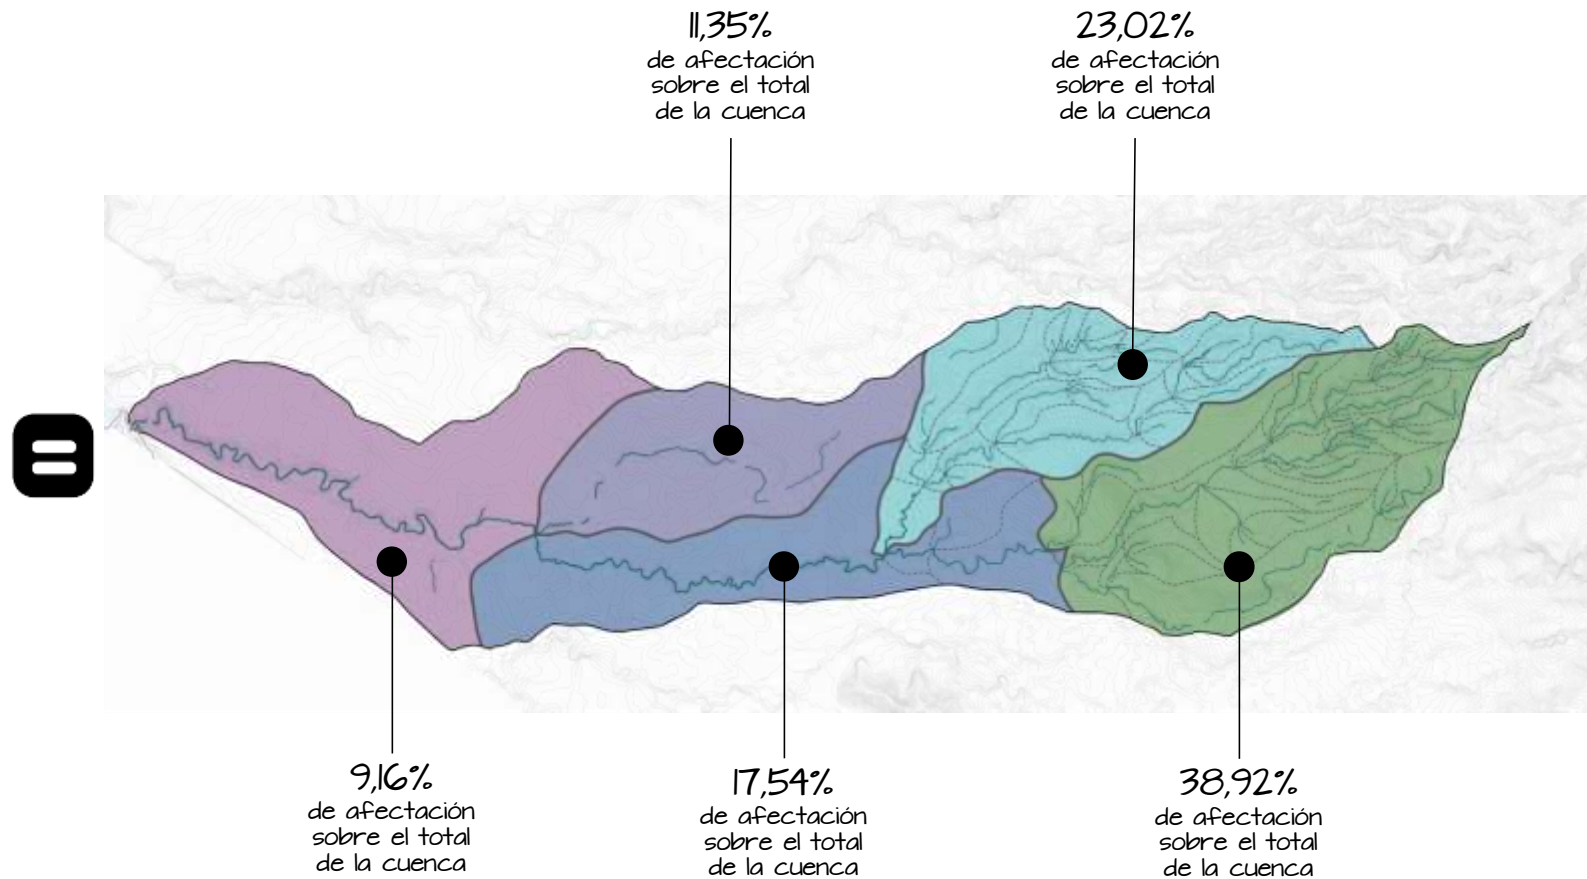 11,35%
de afectación
sobre el total
de la cuenca
23,02%
de afectación
sobre el total
de la cuenca
9,16%
de afectación
sobre el total
de la cuenca
17,54%
de afectación
sobre el total
de la cuenca
38,92%
de afectación
sobre el total
de la cuenca